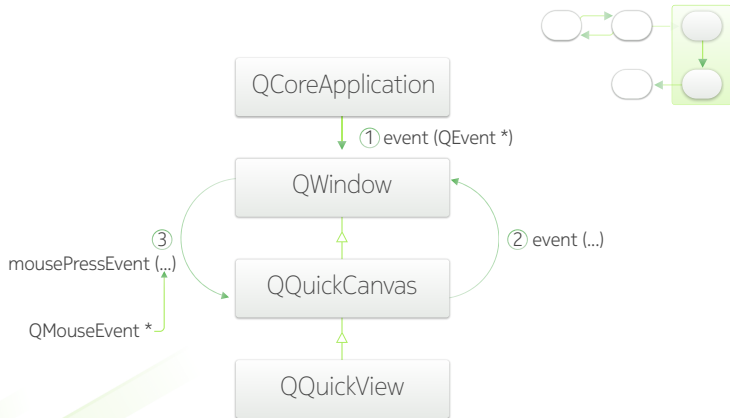 QCoreApplication
1 event (QEvent *)
QWindow
3
mousePressEvent (...)
2 event (...)
QQuickCanvas
QMouseEvent *
QQuickView